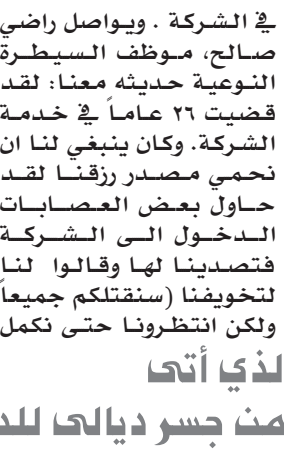 في الشركة . ويواصل راضي
صالح، موظف السيطرة
النوعية حديثه معنا: لقد
قضيت ٢٦ عاماً في خدمة
الشركة. وكان ينبغي لنا ان
نحمي مصدر رزقنا لقد
حاول بعض العصابات
الدخول الى الشركة
فتصدينا لها وقالوا لنا
لتخويفنا (سنقتلكم جميعاً
ولكن انتظرونا حتى نكمل
لذي أتى
من جسر ديالى للد